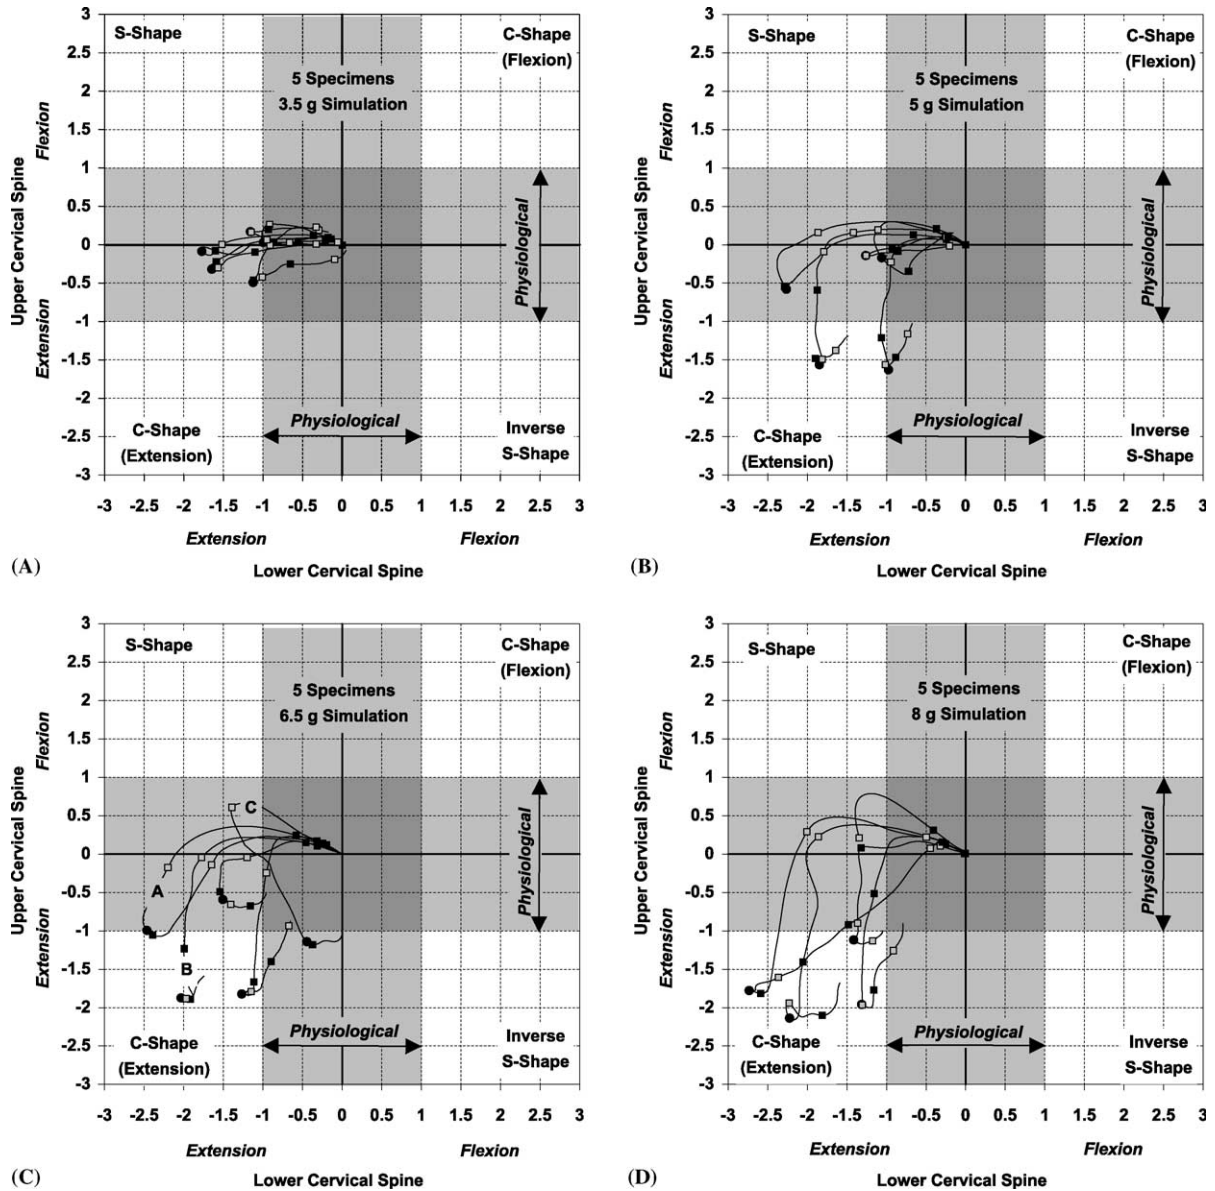 3
S-Shape
C-Shape
(Flexion)
2.5
2
5 Specimens
3.5 g Simulation
1.5
1
0.5
0
-0.5
-1
-1.5
-2
-2.5
-3
Flexion
Upper Cervical Spine
Extension
Physiological
Physiological
C-Shape
(Extension)
Inverse
S-Shape
-3 -2.5 -2 -1.5 -1 -0.5 0 0.5 1 1.5 2 2.5 3
Extension
Flexion
(A)
Lower Cervical Spine
3
S-Shape
C-Shape
(Flexion)
2.5
2
5 Specimens
5 g Simulation
1.5
1
0.5
0
-0.5
-1
-1.5
-2
-2.5
-3
Flexion
Upper Cervical Spine
Extension
Physiological
Physiological
C-Shape
(Extension)
Inverse
S-Shape
-3 -2.5 -2 -1.5 -1 -0.5 0 0.5 1 1.5 2 2.5 3
Extension
Flexion
(B)
Lower Cervical Spine
3
S-Shape
C-Shape
(Flexion)
2.5
2
5 Specimens
6.5 g Simulation
1.5
1
0.5
0
-0.5
-1
-1.5
-2
-2.5
-3
Flexion
Upper Cervical Spine
Extension
C
A
B
Physiological
Physiological
C-Shape
(Extension)
Inverse
S-Shape
-3 -2.5 -2 -1.5 -1 -0.5 0 0.5 1 1.5 2 2.5 3
Extension
Flexion
(C)
Lower Cervical Spine
3
S-Shape
C-Shape
(Flexion)
2.5
2
5 Specimens
8 g Simulation
1.5
1
0.5
0
-0.5
-1
-1.5
-2
-2.5
-3
Flexion
Upper Cervical Spine
Extension
Physiological
Physiological
C-Shape
(Extension)
Inverse
S-Shape
-3 -2.5 -2 -1.5 -1 -0.5 0 0.5 1 1.5 2 2.5 3
Extension
Flexion
(D)
Lower Cervical Spine